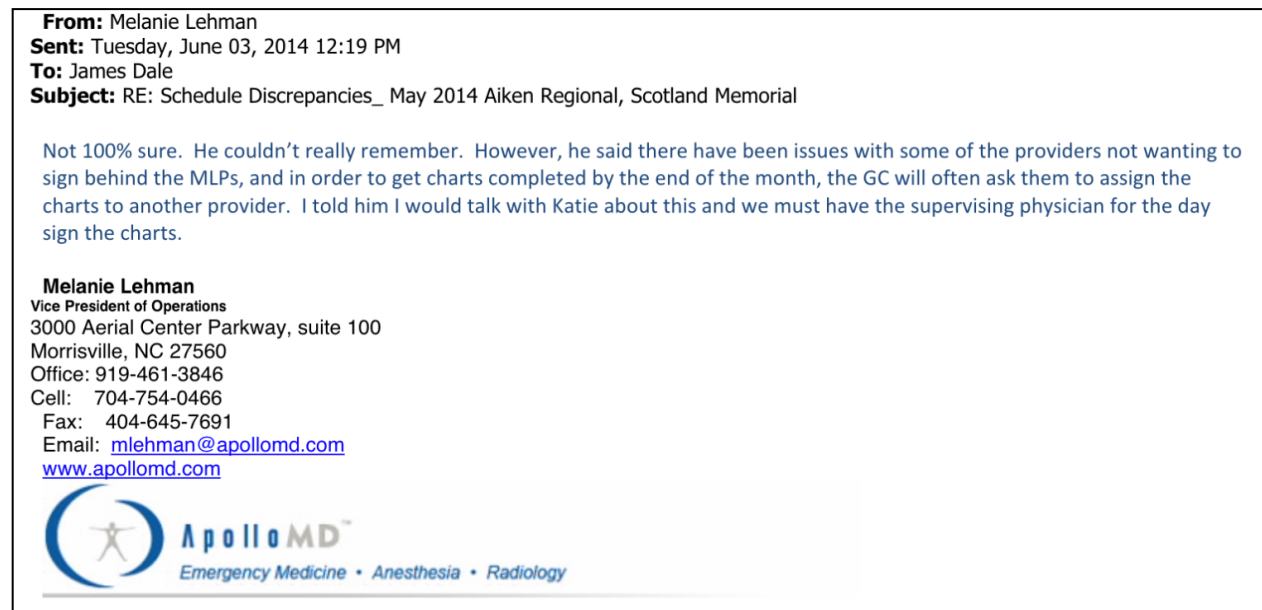 From: Melanie Lehman
Sent: Tuesday, June 03, 2014 12:19 PM
To: James Dale
Subject: RE: Schedule Discrepancies_ May 2014 Aiken Regional, Scotland Memorial
Not 100% sure.  He couldn’t really remember.  However, he said there have been issues with some of the providers not wanting to
sign behind the MLPs, and in order to get charts completed by the end of the month, the GC will often ask them to assign the
charts to another provider.  I told him I would talk with Katie about this and we must have the supervising physician for the day
sign the charts.
Melanie Lehman
Vice President of Operations
3000 Aerial Center Parkway, suite 100
Morrisville, NC 27560
Office: 919-461-3846
Cell:    704-754-0466
Fax:    404-645-7691
Email:  mlehman@apollomd.com
www.apollomd.com
ApolloMD™
Emergency Medicine • Anesthesia • Radiology